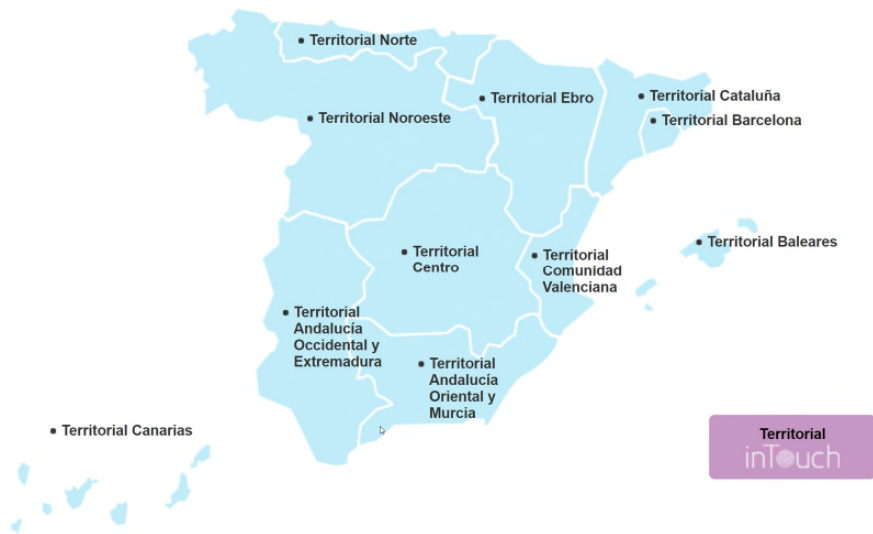 Territorial Norte
Territorial Ebro
Territorial Cataluña
Territorial Noroeste
Territorial Barcelona
Territorial Baleares
Territorial
Centro
Territorial
Comunidad
Valenciana
Territorial
Andalucía
Occidental y
Extremadura
Territorial
Andalucía
Oriental y
Murcia
Territorial Canarias
Territorial
inTouch